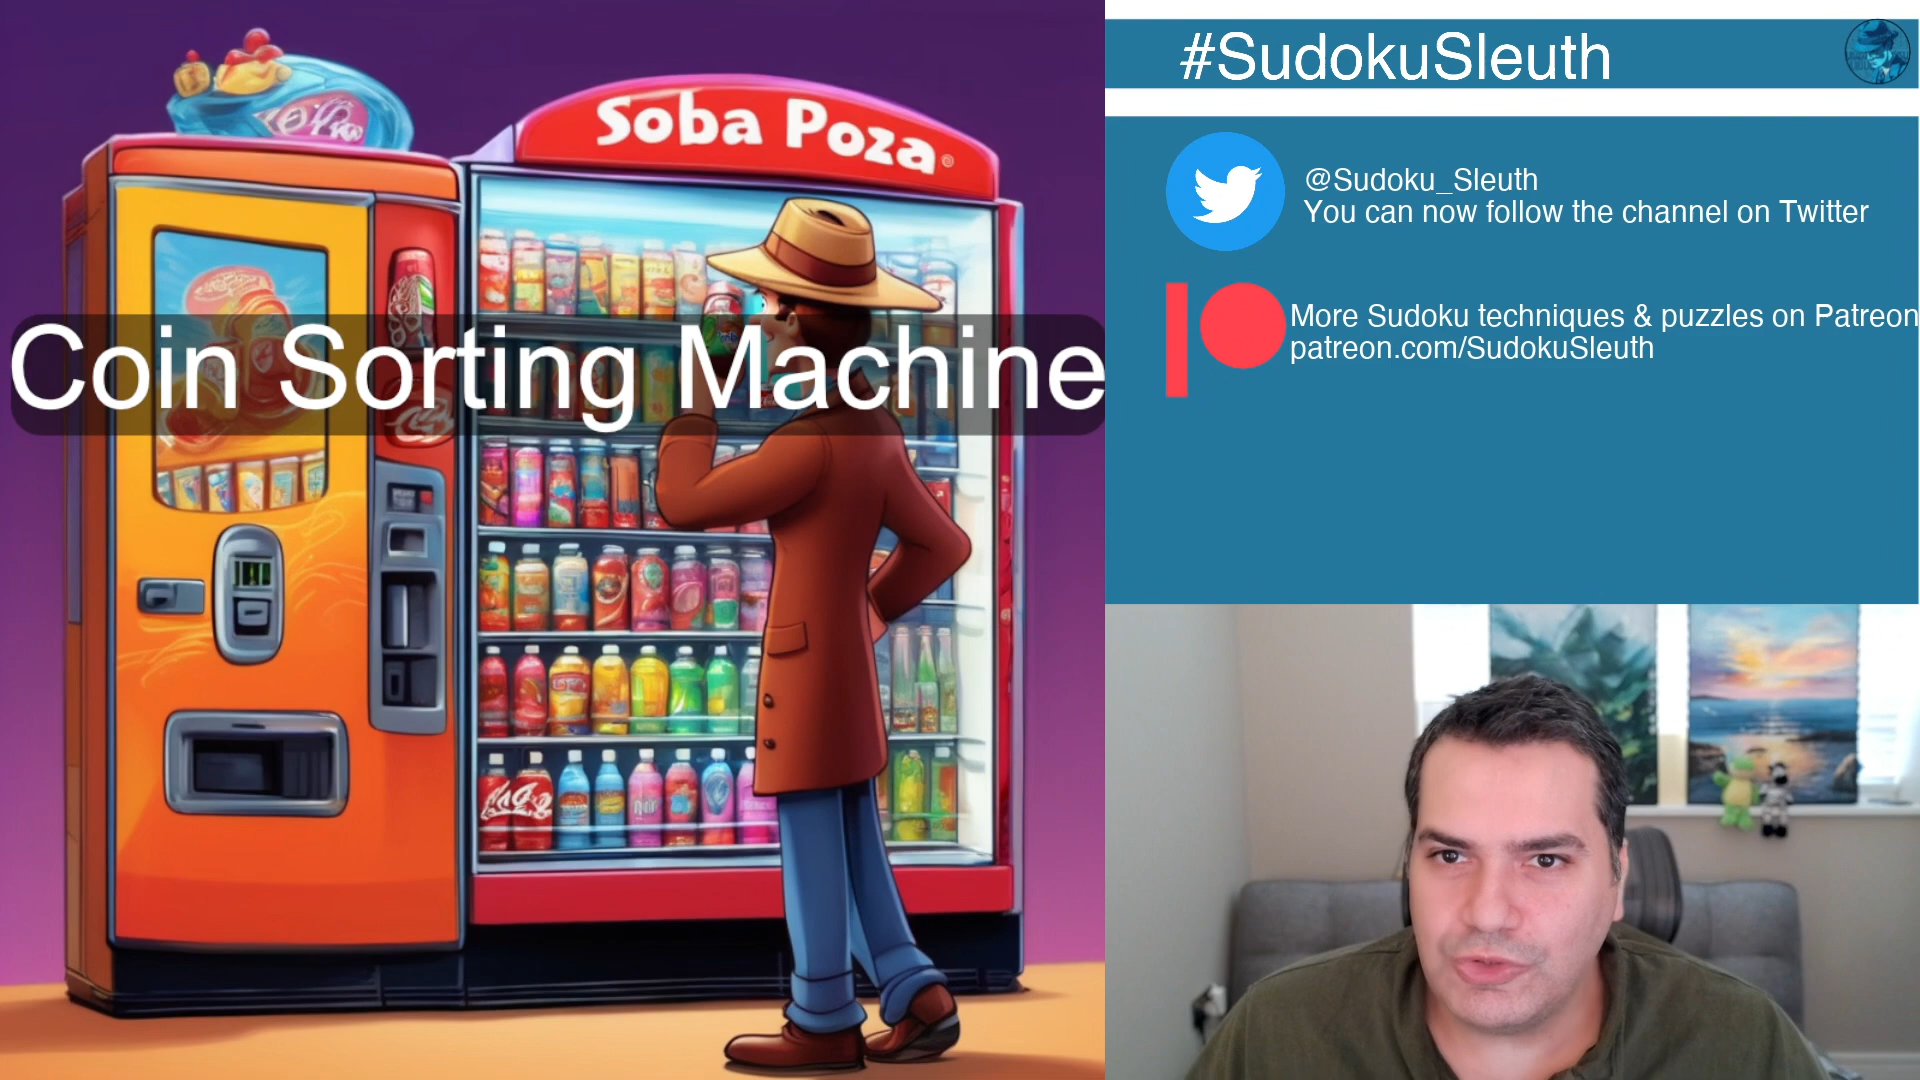 Soba Poza
Coin Sorting Machine
#SudokuSleuth
@Sudoku_Sleuth
You can now follow the channel on Twitter
More Sudoku techniques & puzzles on Patreon
patreon.com/SudokuSleuth